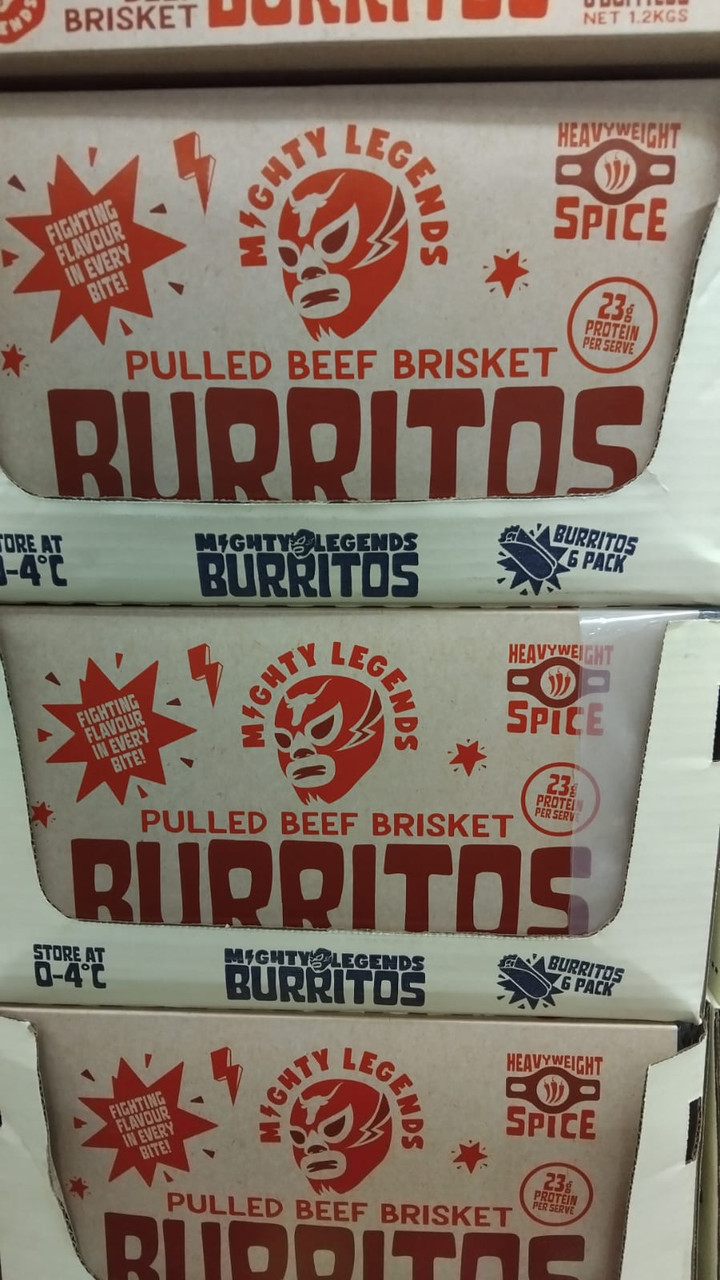 BRISKET
BURRITOS
NET 1.2KGS
FIGHTING
FLAVOUR
IN EVERY
BITE!
MIGHTY LEGENDS
HEAVYWEIGHT
SPICE
23g
PROTEIN
PER SERVE
PULLED BEEF BRISKET
BURRITOS
TORE AT
0-4°C
MIGHTY LEGENDS
BURRITOS
BURRITOS
6 PACK
FIGHTING
FLAVOUR
IN EVERY
BITE!
MIGHTY LEGENDS
HEAVYWEIGHT
SPICE
23g
PROTEIN
PER SERVE
PULLED BEEF BRISKET
BURRITOS
STORE AT
0-4°C
MIGHTY LEGENDS
BURRITOS
BURRITOS
6 PACK
FIGHTING
FLAVOUR
IN EVERY
BITE!
MIGHTY LEGENDS
HEAVYWEIGHT
SPICE
23g
PROTEIN
PER SERVE
PULLED BEEF BRISKET
BURRITOS